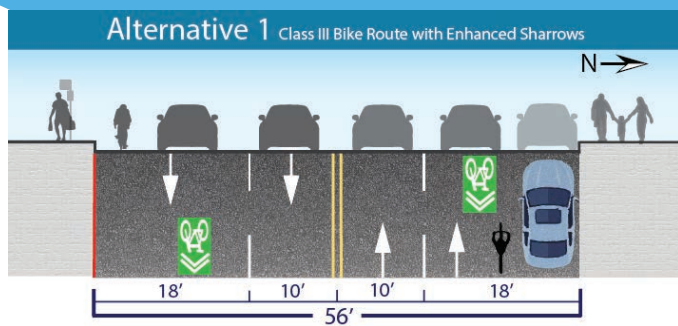 Alternative 1 Class III Bike Route with Enhanced Sharrows
N
18' 10' 10' 18'
56'